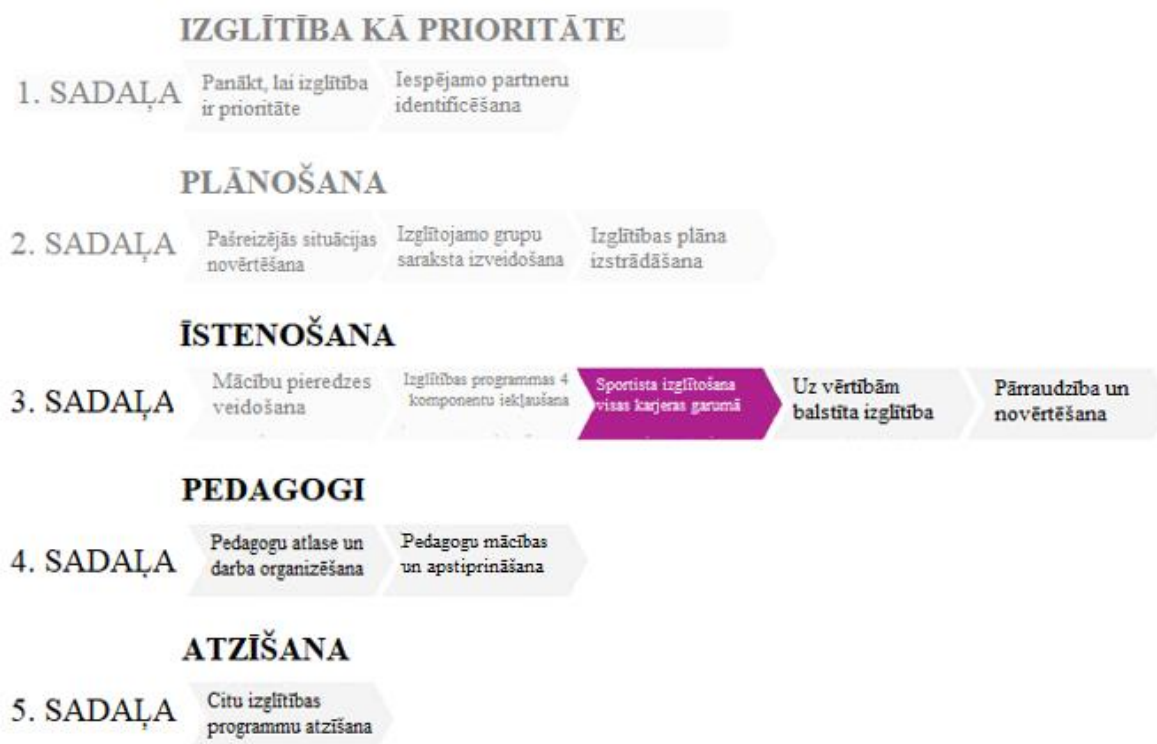 IZGLĪTĪBA KĀ PRIORITĀTE
1. SADAĻA
Panākt, lai izglītība
ir prioritāte
Iespējamo partneru
identificēšana
PLĀNOŠANA
2. SADAĻA
Pašreizējās situācijas
novērtēšana
Izglītojamo grupu
saraksta izveidošana
Izglītības plāna
izstrādāšana
ĪSTENOŠANA
3. SADAĻA
Mācību pieredzes
veidošana
Izglītības programmas 4
komponentu iekļaušana
Sportista izglītošana
visas karjeras garumā
Uz vērtībām
balstīta izglītība
Pārraudzība un
novērtēšana
PEDAGOGI
4. SADAĻA
Pedagogu atlase un
darba organizēšana
Pedagogu mācības
un apstiprināšana
ATZĪŠANA
5. SADAĻA
Citu izglītības
programmu atzīšana